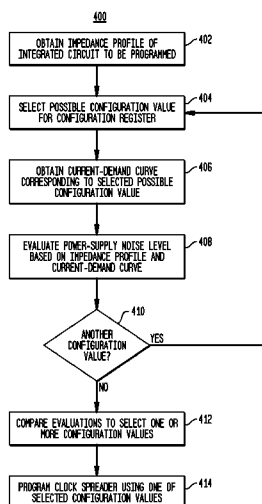 400
OBTAIN IMPEDANCE PROFILE OF
INTEGRATED CIRCUIT TO BE PROGRAMMED
402
SELECT POSSIBLE CONFIGURATION VALUE
FOR CONFIGURATION REGISTER
404
OBTAIN CURRENT-DEMAND CURVE
CORRESPONDING TO SELECTED POSSIBLE
CONFIGURATION VALUE
406
EVALUATE POWER-SUPPLY NOISE LEVEL
BASED ON IMPEDANCE PROFILE AND
CURRENT-DEMAND CURVE
408
410
ANOTHER
CONFIGURATION
VALUE?
YES
NO
COMPARE EVALUATIONS TO SELECT ONE OR
MORE CONFIGURATION VALUES
412
PROGRAM CLOCK SPREADER USING ONE OF
SELECTED CONFIGURATION VALUES
414